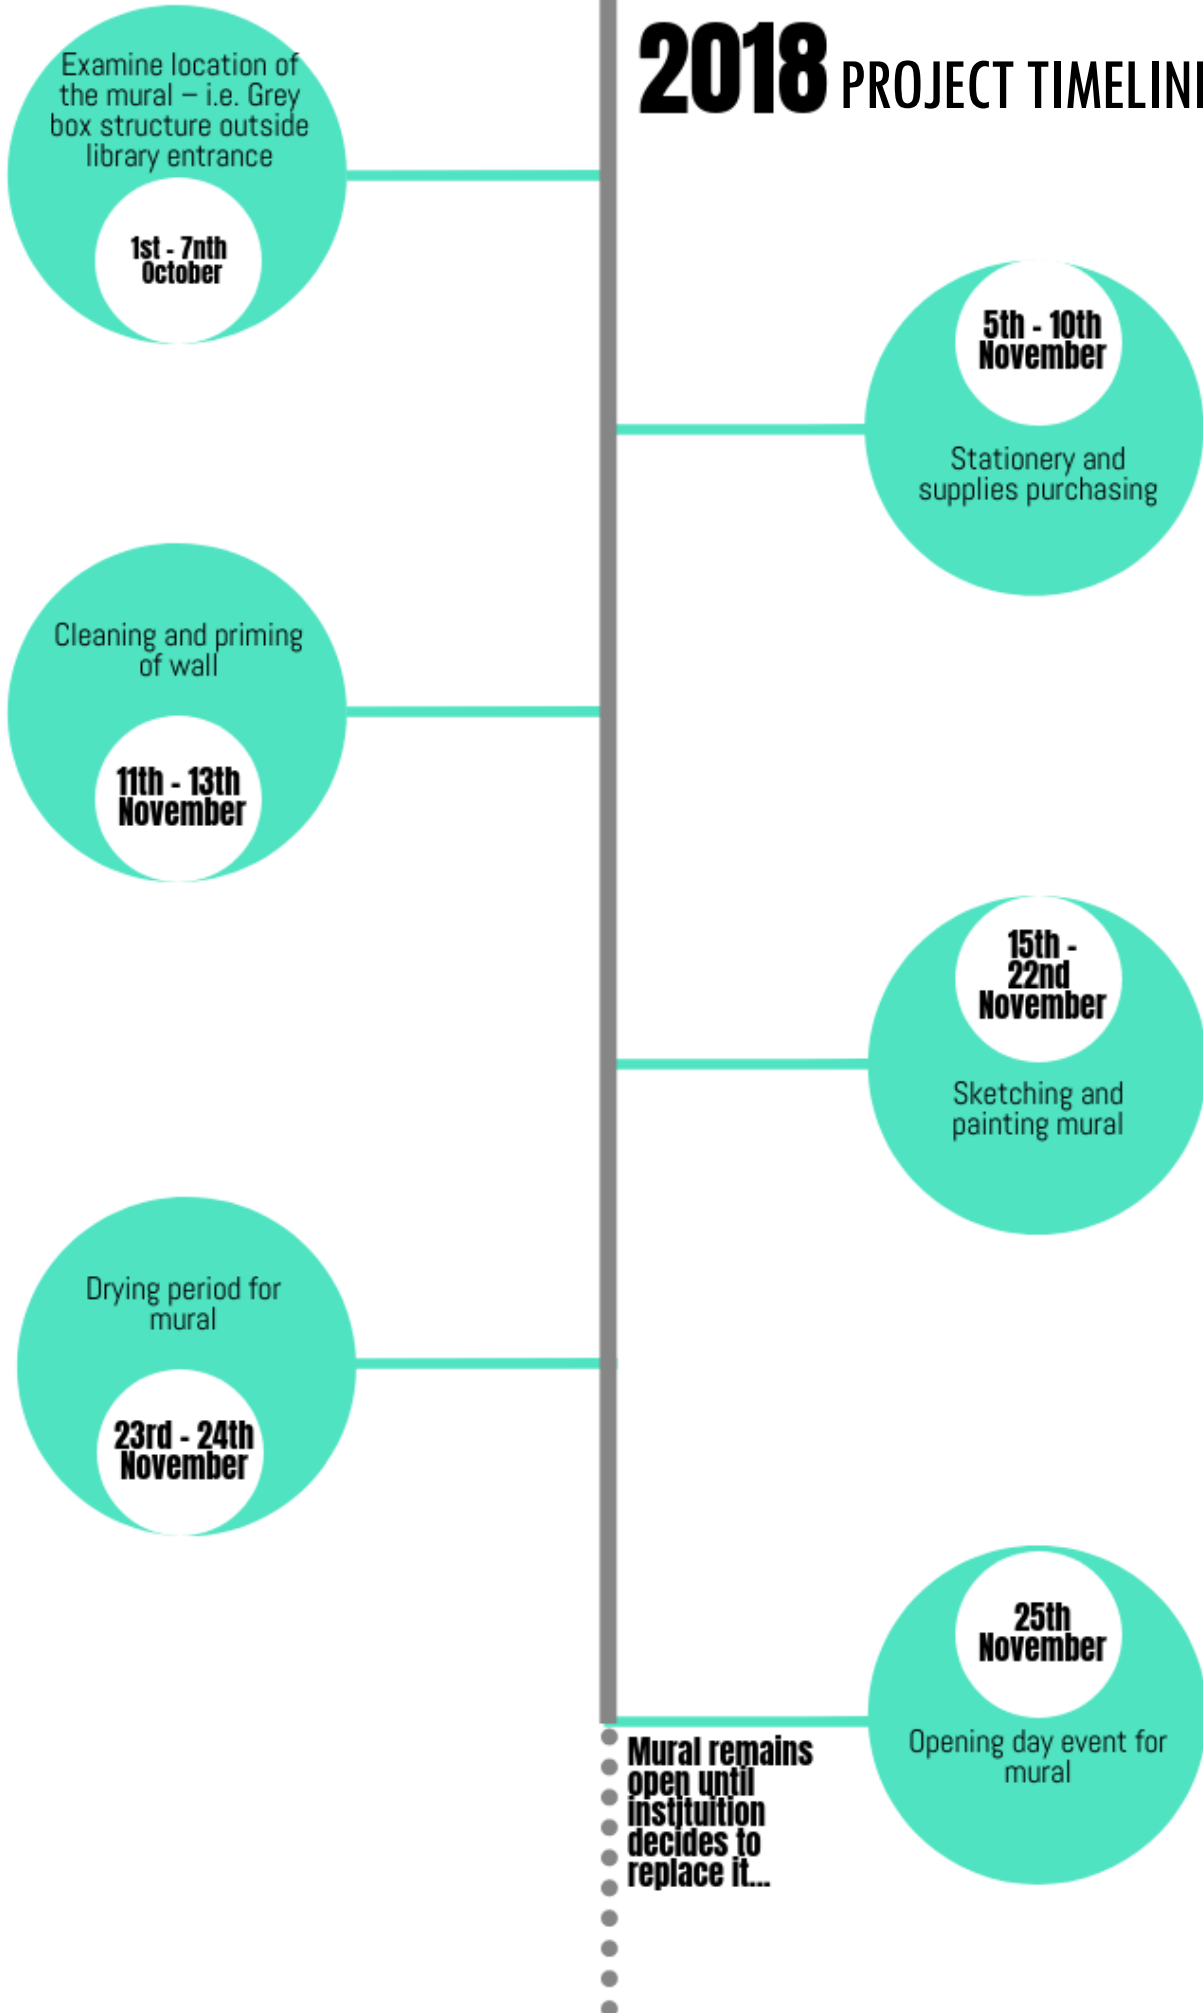 2018 PROJECT TIMELINE
Examine location of
the mural – i.e. Grey
box structure outside
library entrance
1st - 7nth
October
5th - 10th
November
Stationery and
supplies purchasing
Cleaning and priming
of wall
11th - 13th
November
15th -
22nd
November
Sketching and
painting mural
Drying period for
mural
23rd - 24th
November
25th
November
Opening day event for
mural
Mural remains
open until
instituition
decides to
replace it...